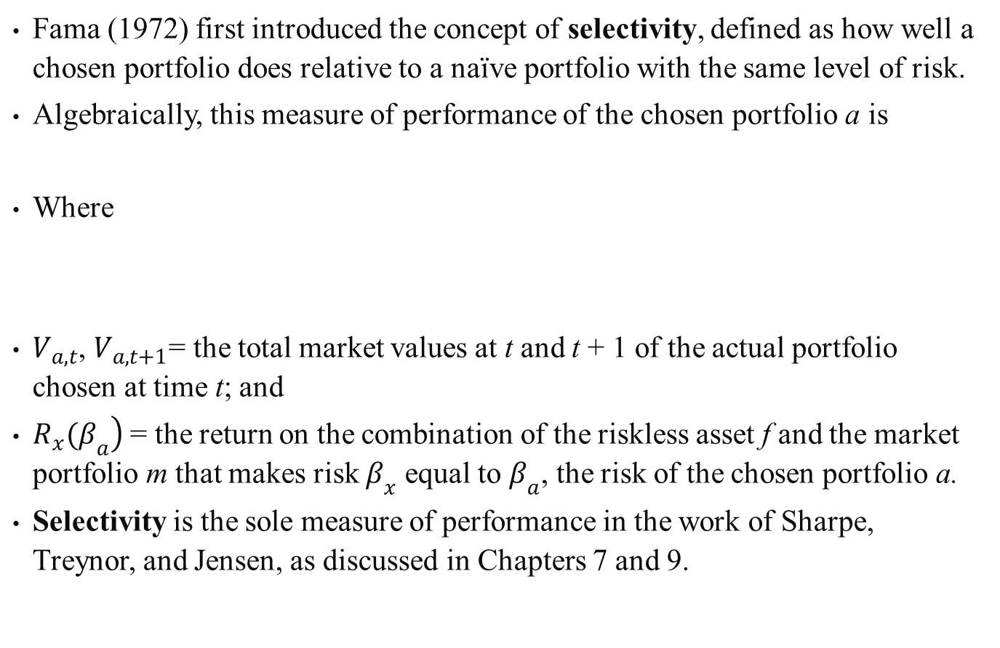 • Fama (1972) first introduced the concept of selectivity, defined as how well a
chosen portfolio does relative to a naïve portfolio with the same level of risk.
• Algebraically, this measure of performance of the chosen portfolio a is
• Where
• V_{a,t}, V_{a,t+1}= the total market values at t and t + 1 of the actual portfolio
chosen at time t; and
• R_x(β_a) = the return on the combination of the riskless asset f and the market
portfolio m that makes risk β_x equal to β_a, the risk of the chosen portfolio a.
• Selectivity is the sole measure of performance in the work of Sharpe,
Treynor, and Jensen, as discussed in Chapters 7 and 9.